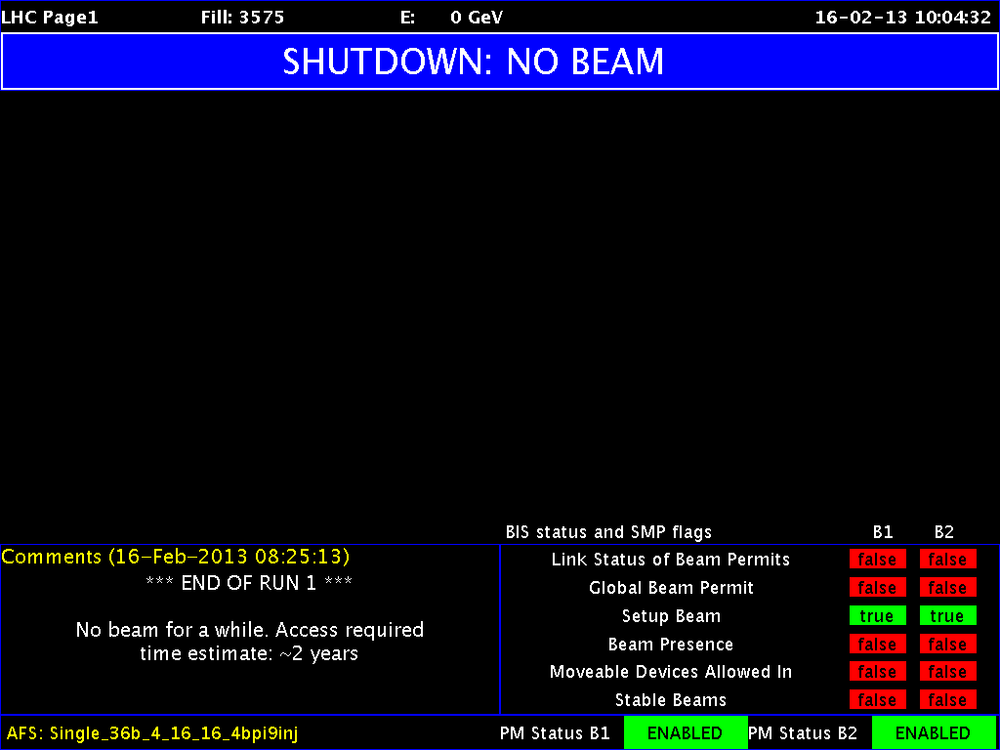 LHC Page1 Fill: 3575 E: 0 GeV 16-02-13 10:04:32
SHUTDOWN: NO BEAM
BIS status and SMP flags B1 B2
Comments (16-Feb-2013 08:25:13)
*** END OF RUN 1 ***
No beam for a while. Access required
time estimate: ~2 years
Link Status of Beam Permits false false
Global Beam Permit false false
Setup Beam true true
Beam Presence false false
Moveable Devices Allowed In false false
Stable Beams false false
AFS: Single_36b_4_16_16_4bpi9inj PM Status B1 ENABLED PM Status B2 ENABLED